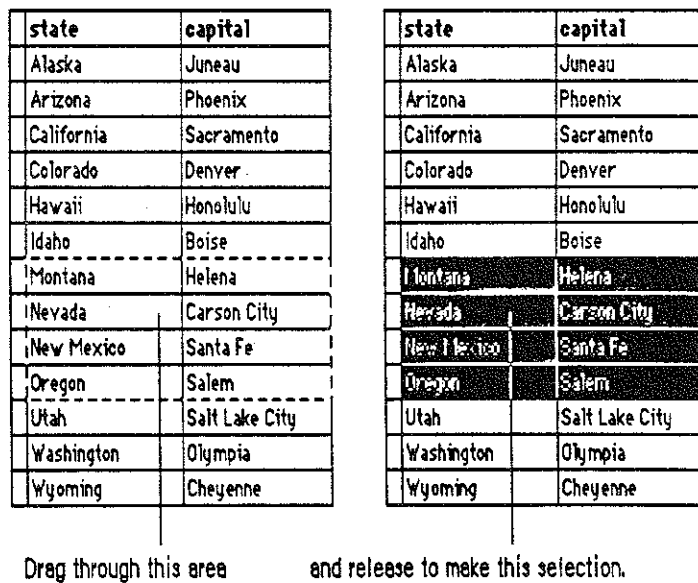 state capital
Alaska Juneau
Arizona Phoenix
California Sacramento
Colorado Denver
Hawaii Honolulu
Idaho Boise
Montana Helena
Nevada Carson City
New Mexico Santa Fe
Oregon Salem
Utah Salt Lake City
Washington Olympia
Wyoming Cheyenne
state capital
Alaska Juneau
Arizona Phoenix
California Sacramento
Colorado Denver
Hawaii Honolulu
Idaho Boise
Montana Helena
Nevada Carson City
New Mexico Santa Fe
Oregon Salem
Utah Salt Lake City
Washington Olympia
Wyoming Cheyenne
Drag through this area
and release to make this selection.